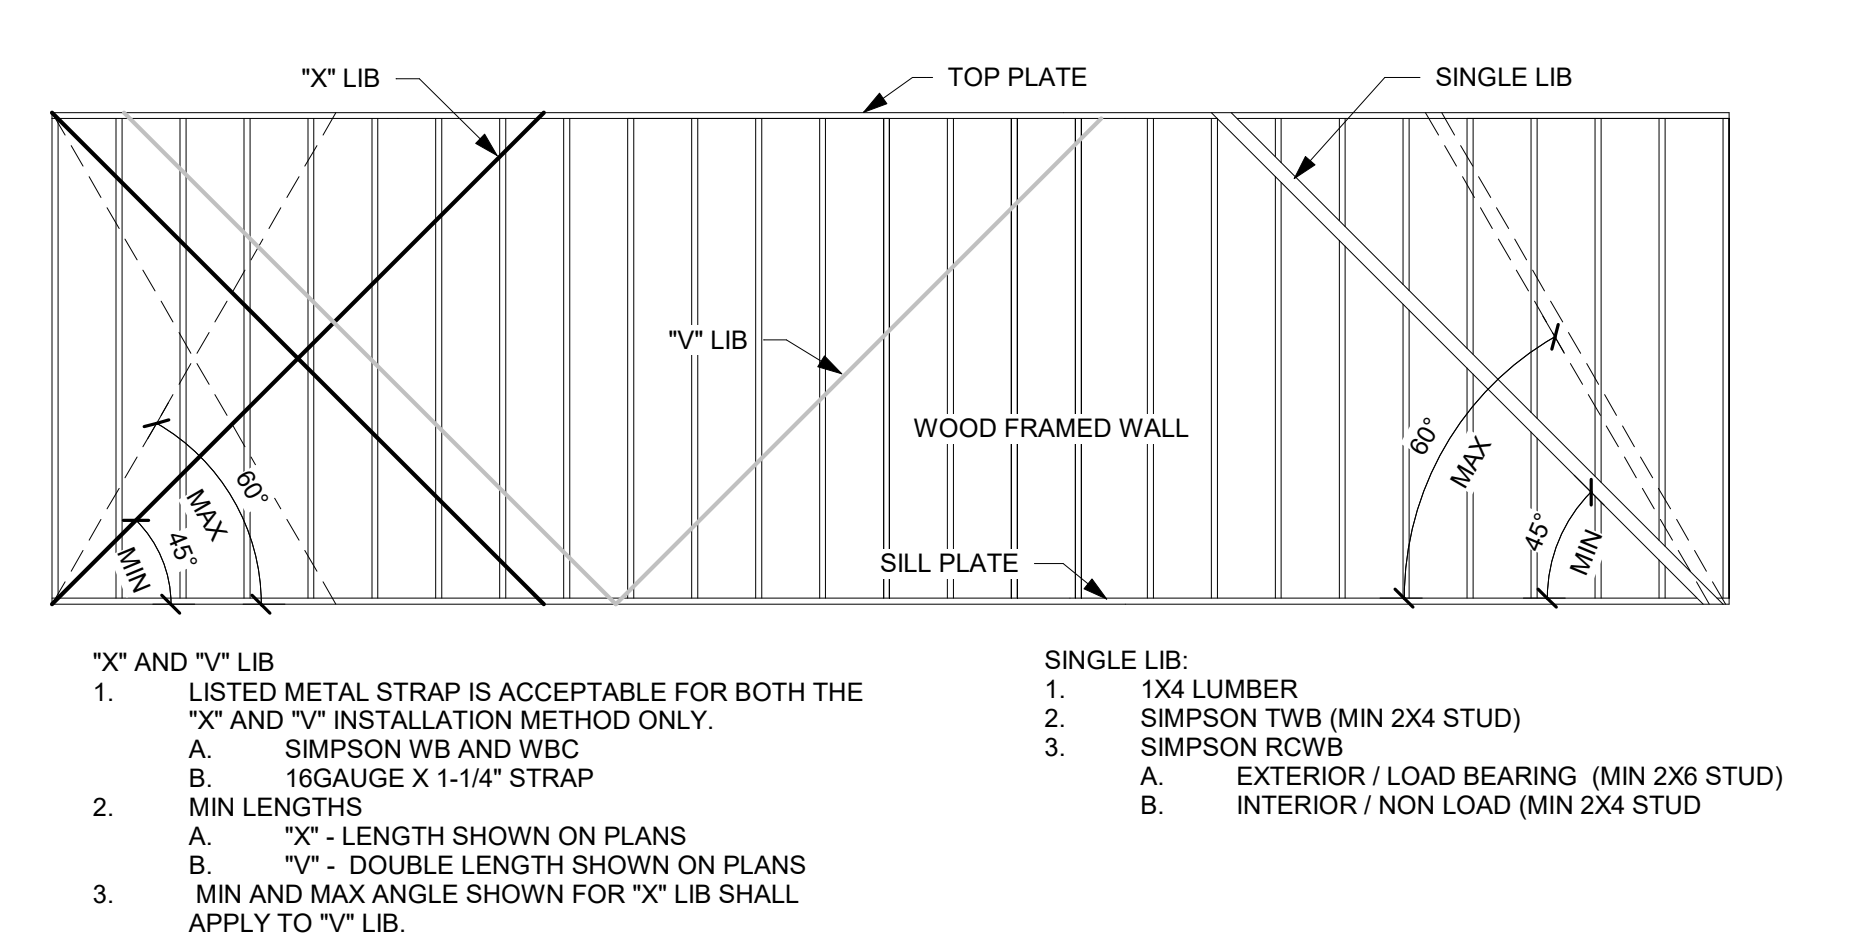 "X" LIB
TOP PLATE
SINGLE LIB
"V" LIB
WOOD FRAMED WALL
60°
MAX
45°
MIN
60°
MAX
45°
MIN
SILL PLATE
"X" AND "V" LIB
1. LISTED METAL STRAP IS ACCEPTABLE FOR BOTH THE
"X" AND "V" INSTALLATION METHOD ONLY.
A. SIMPSON WB AND WBC
B. 16GAUGE X 1-1/4" STRAP
2. MIN LENGTHS
A. "X" - LENGTH SHOWN ON PLANS
B. "V" - DOUBLE LENGTH SHOWN ON PLANS
3. MIN AND MAX ANGLE SHOWN FOR "X" LIB SHALL
APPLY TO "V" LIB.
SINGLE LIB:
1. 1X4 LUMBER
2. SIMPSON TWB (MIN 2X4 STUD)
3. SIMPSON RCWB
A. EXTERIOR / LOAD BEARING (MIN 2X6 STUD)
B. INTERIOR / NON LOAD (MIN 2X4 STUD